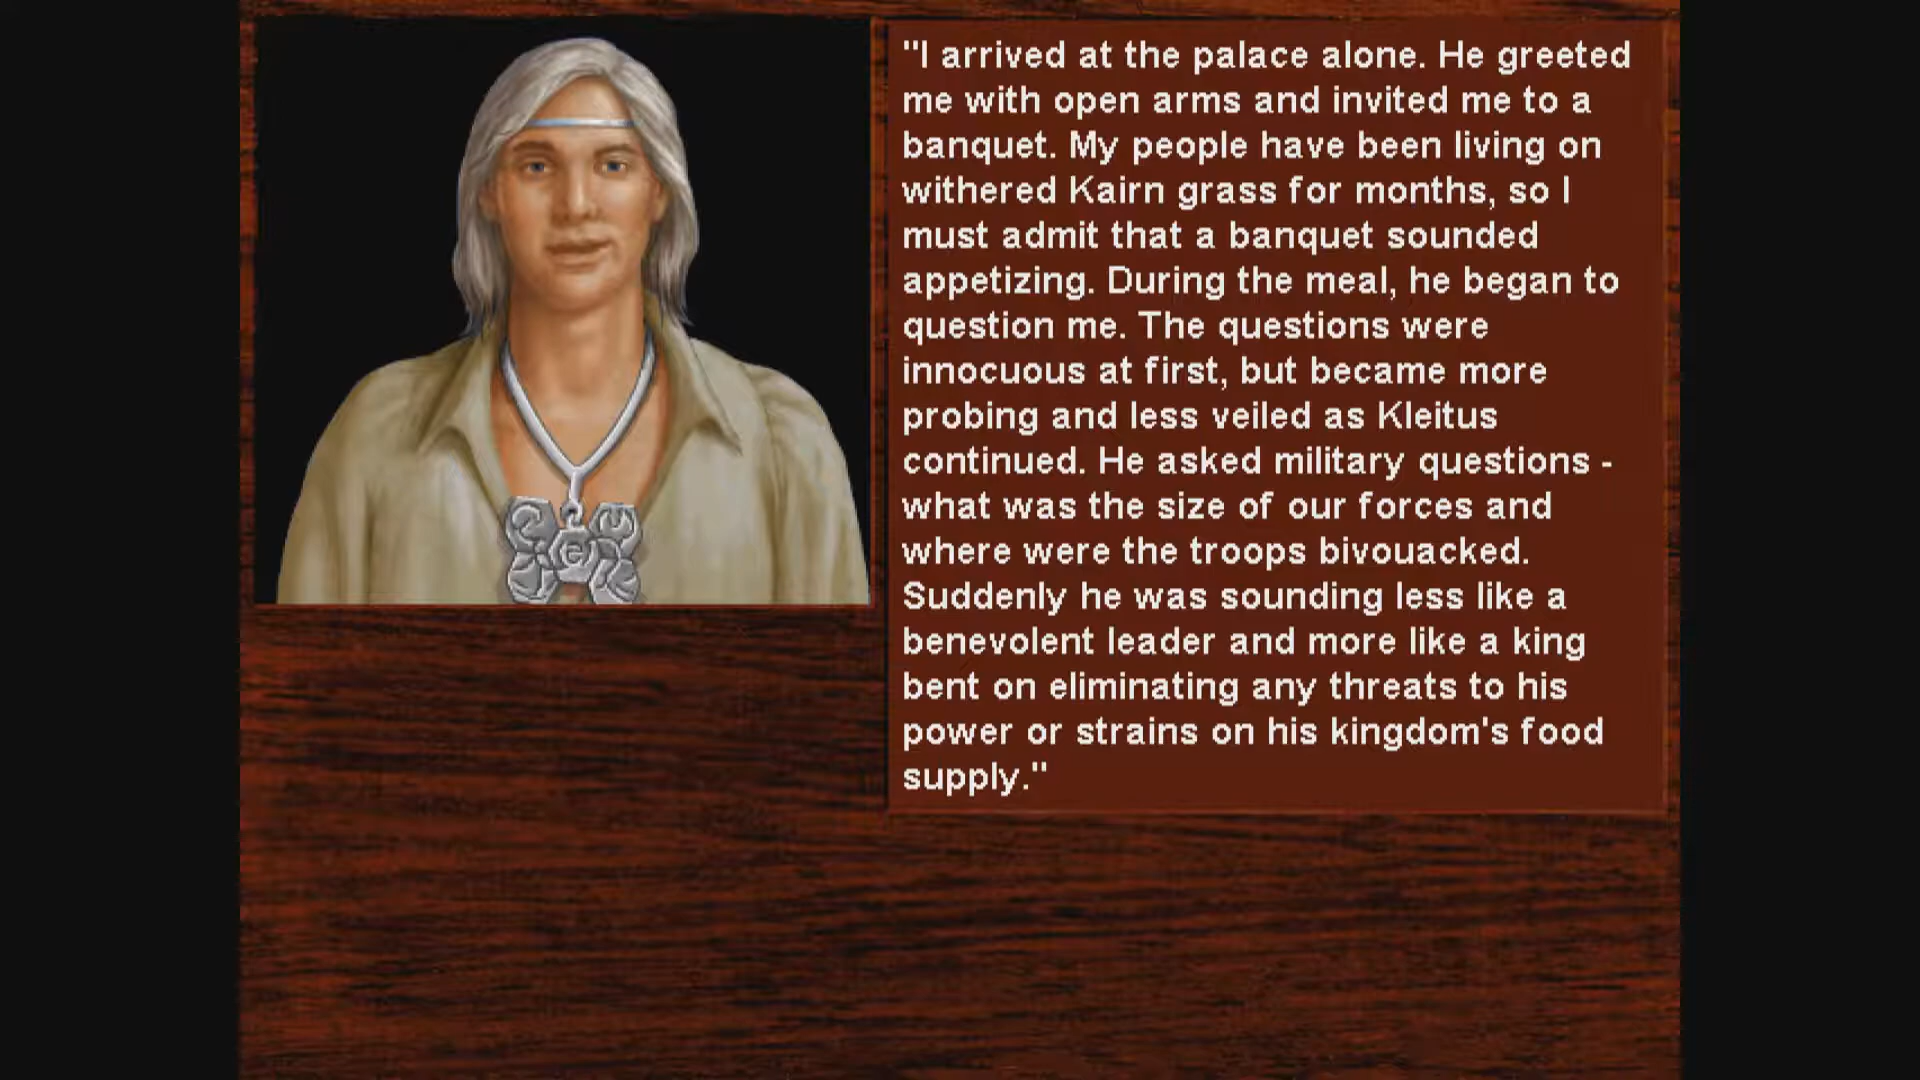 "I arrived at the palace alone. He greeted
me with open arms and invited me to a
banquet. My people have been living on
withered Kairn grass for months, so I
must admit that a banquet sounded
appetizing. During the meal, he began to
question me. The questions were
innocuous at first, but became more
probing and less veiled as Kleitus
continued. He asked military questions -
what was the size of our forces and
where were the troops bivouacked.
Suddenly he was sounding less like a
benevolent leader and more like a king
bent on eliminating any threats to his
power or strains on his kingdom's food
supply."